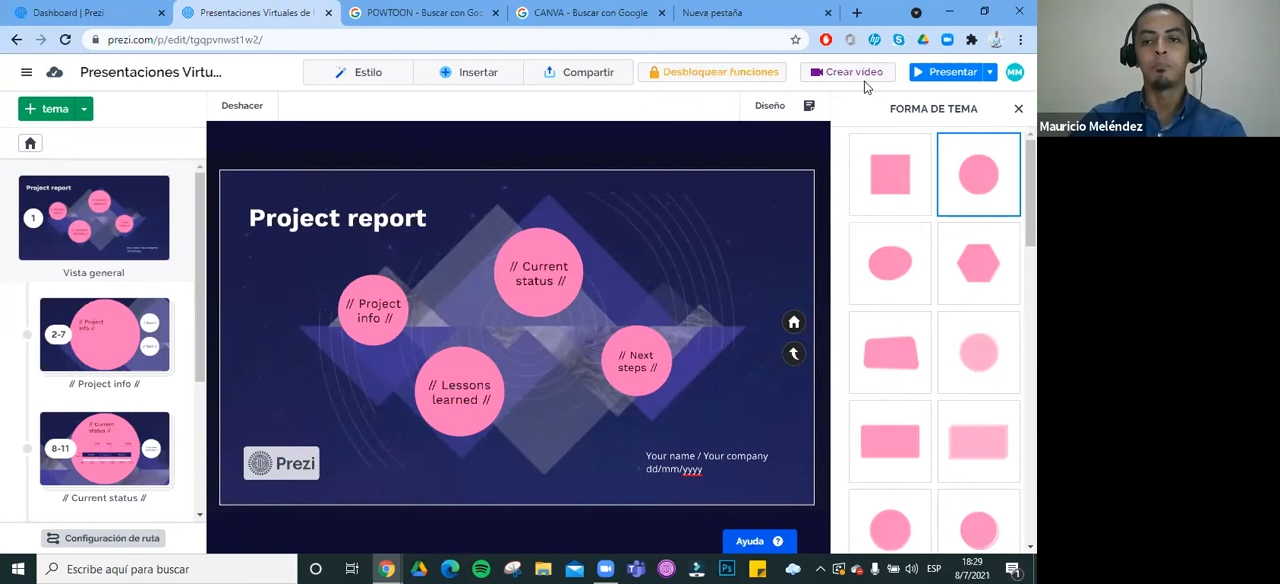 Dashboard | Prezi
Presentaciones Virtuales de
POWTOON - Buscar con Goo
CANVA - Buscar con Google
Nueva pestaña
prezi.com/p/edit/tgqpvnwst1w2/
Presentaciones Virtu...
Estilo
Insertar
Compartir
Desbloquear funciones
Crear vídeo
Presentar
MM
tema
Deshacer
Diseño
FORMA DE TEMA
Mauricio Meléndez
Project report
1
Vista general
2-7
// Project
info //
// Project info //
8-11
// Current
status //
// Current status //
Configuración de ruta
Project report
// Current
status //
// Project
info //
// Next
steps //
// Lessons
learned //
Prezi
Your name / Your company
dd/mm/yyyy
Ayuda ?
Escribe aquí para buscar
ESP
18:29
8/7/2021
1